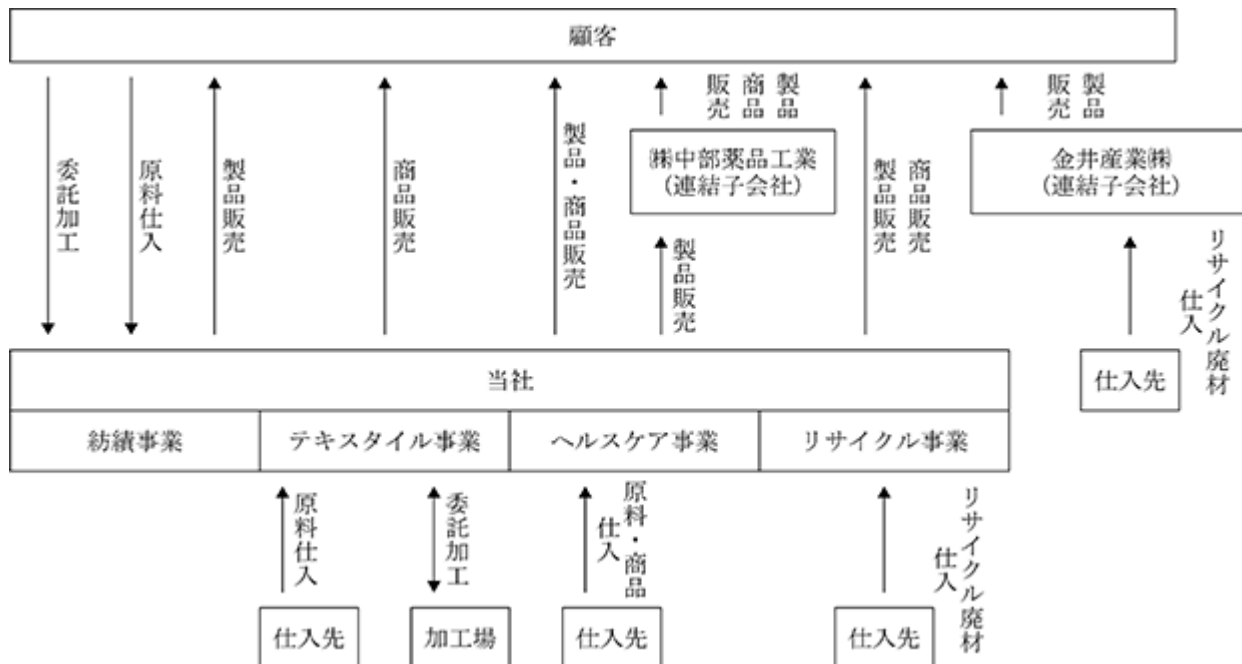 顧客
委託加工
原料仕入
製品販売
商品販売
製品・商品販売
製品
商品
販売
㈱中部薬品工業
(連結子会社)
製品販売
商品販売
製品販売
製品
販売
金井産業㈱
(連結子会社)
リサイクル廃材
仕入
仕入先
当社
紡績事業
テキスタイル事業
ヘルスケア事業
リサイクル事業
原料仕入
委託加工
原料・商品
仕入
リサイクル廃材
仕入
仕入先
加工場
仕入先
仕入先